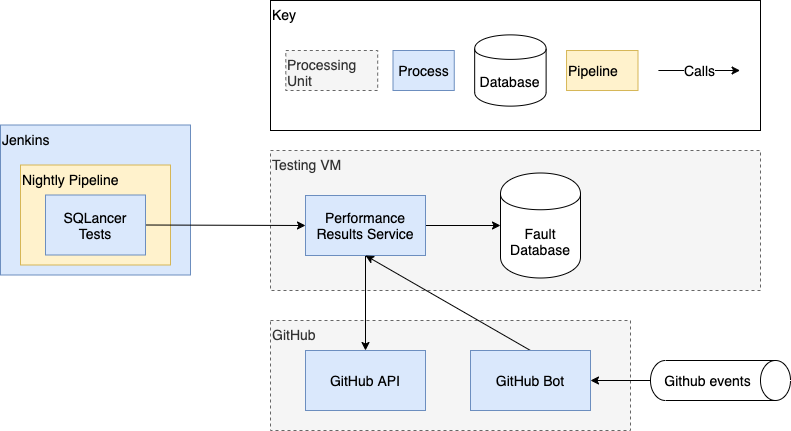 Key
Processing
Unit
Process
Database
Pipeline
Calls
Jenkins
Nightly Pipeline
SQLancer
Tests
Testing VM
Performance
Results Service
Fault
Database
GitHub
GitHub API
GitHub Bot
Github events